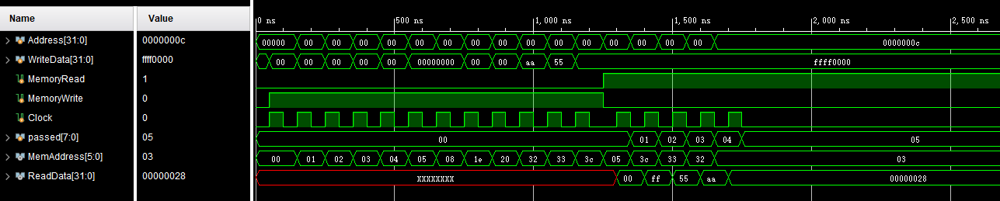 Name Value 0 ns 500 ns 1,000 ns 1,500 ns 2,000 ns 2,500 ns
Address[31:0] 0000000c 00000 00 00 00 00 00 00 00 00 00 00 00 00 00 00 0000000c
WriteData[31:0] ffff0000 00 00 00 00 00000000 00 00 aa 55 ffff0000
MemoryRead 1
MemoryWrite 0
Clock 0
passed[7:0] 05 00 01 02 03 04 05
MemAddress[5:0] 03 00 01 02 03 04 05 08 1e 20 32 33 3c 05 3c 33 32 03
ReadData[31:0] 00000028 XXXXXXXX 00 ff 55 aa 00000028